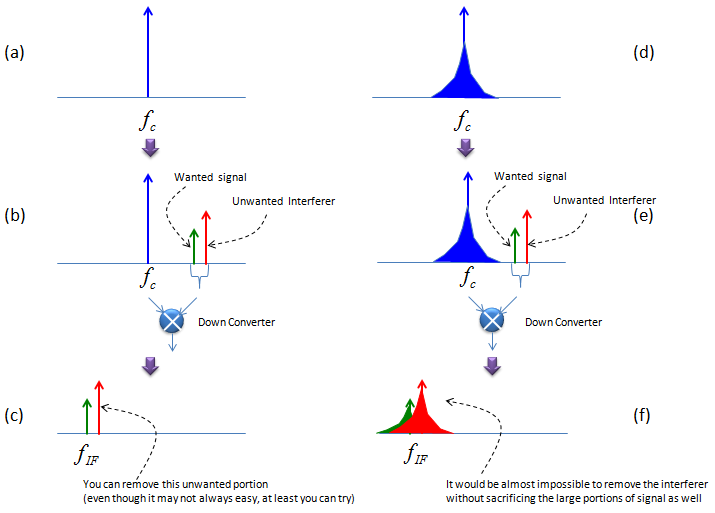 (a)
(d)
fc
fc
Wanted signal
Unwanted Interferer
Wanted signal
Unwanted Interferer
(b)
(e)
fc
fc
Down Converter
Down Converter
(c)
(f)
fIF
fIF
You can remove this unwanted portion
(even though it may not always easy, at least you can try)
It would be almost impossible to remove the interferer
without sacrificing the large portions of signal as well